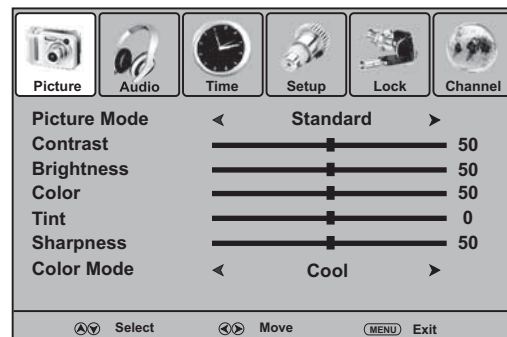 Picture Audio Time Setup Lock Channel
Picture Mode Standard
Contrast 50
Brightness 50
Color 50
Tint 0
Sharpness 50
Color Mode Cool
Select Move MENU Exit